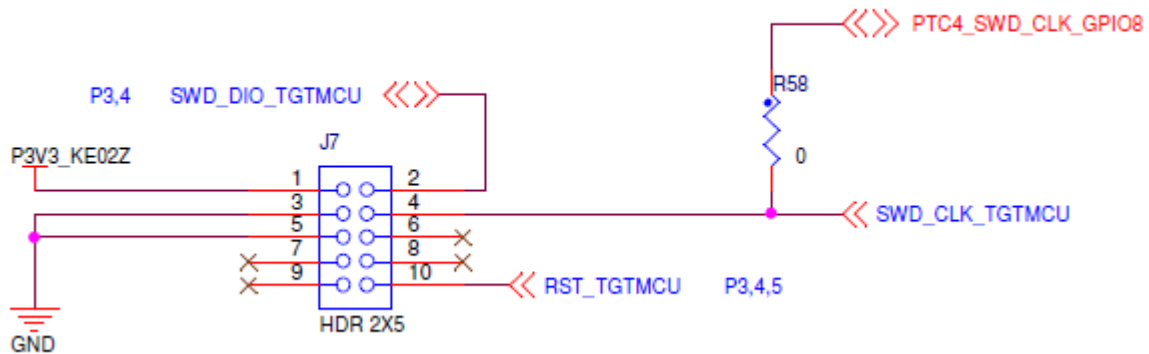 PTC4_SWD_CLK_GPIO8
R58
P3,4 SWD_DIO_TGTMCU
J7
P3V3_KE02Z
0
1 2
3 4
SWD_CLK_TGTMCU
5 6
7 8
9 10
RST_TGTMCU P3,4,5
HDR 2X5
GND